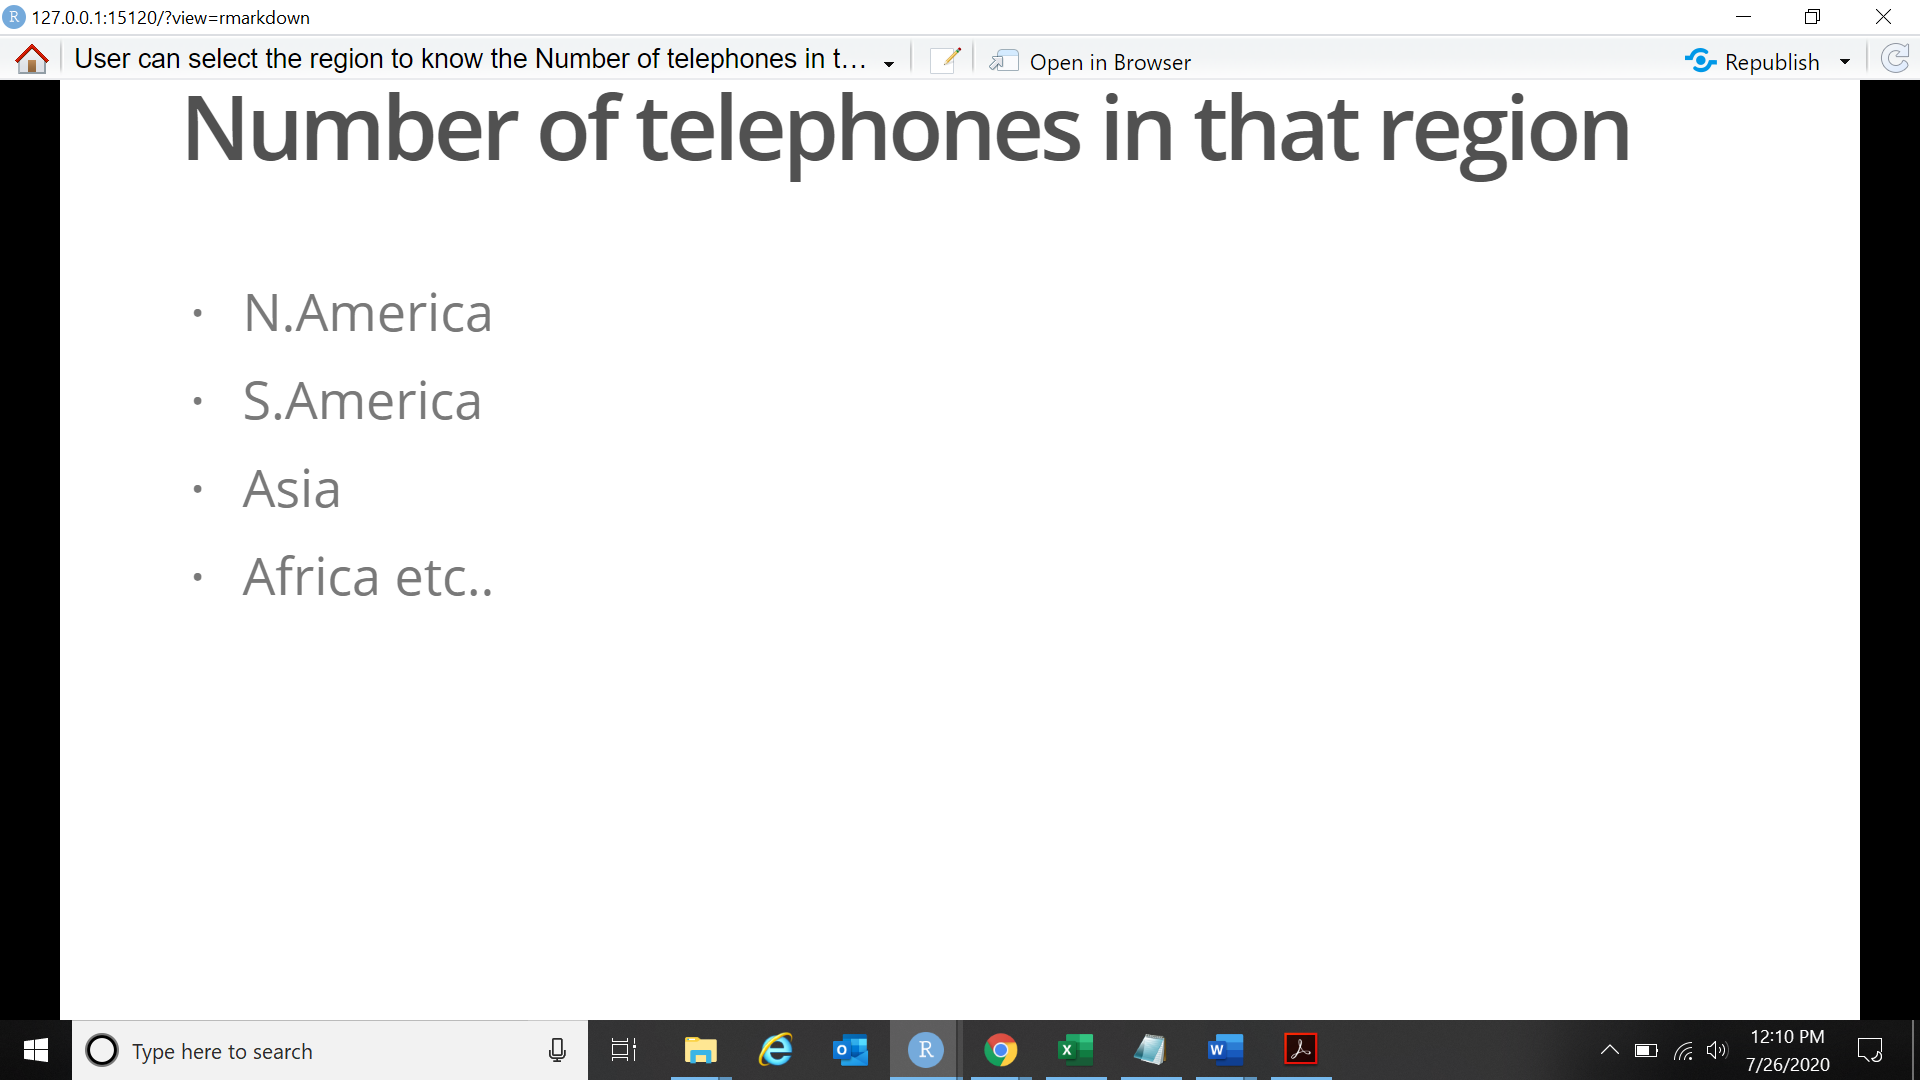 127.0.0.1:15120/?view=rmarkdown
User can select the region to know the Number of telephones in t...
Open in Browser
Republish
Number of telephones in that region
• N.America
• S.America
• Asia
• Africa etc..
Type here to search
12:10 PM
7/26/2020